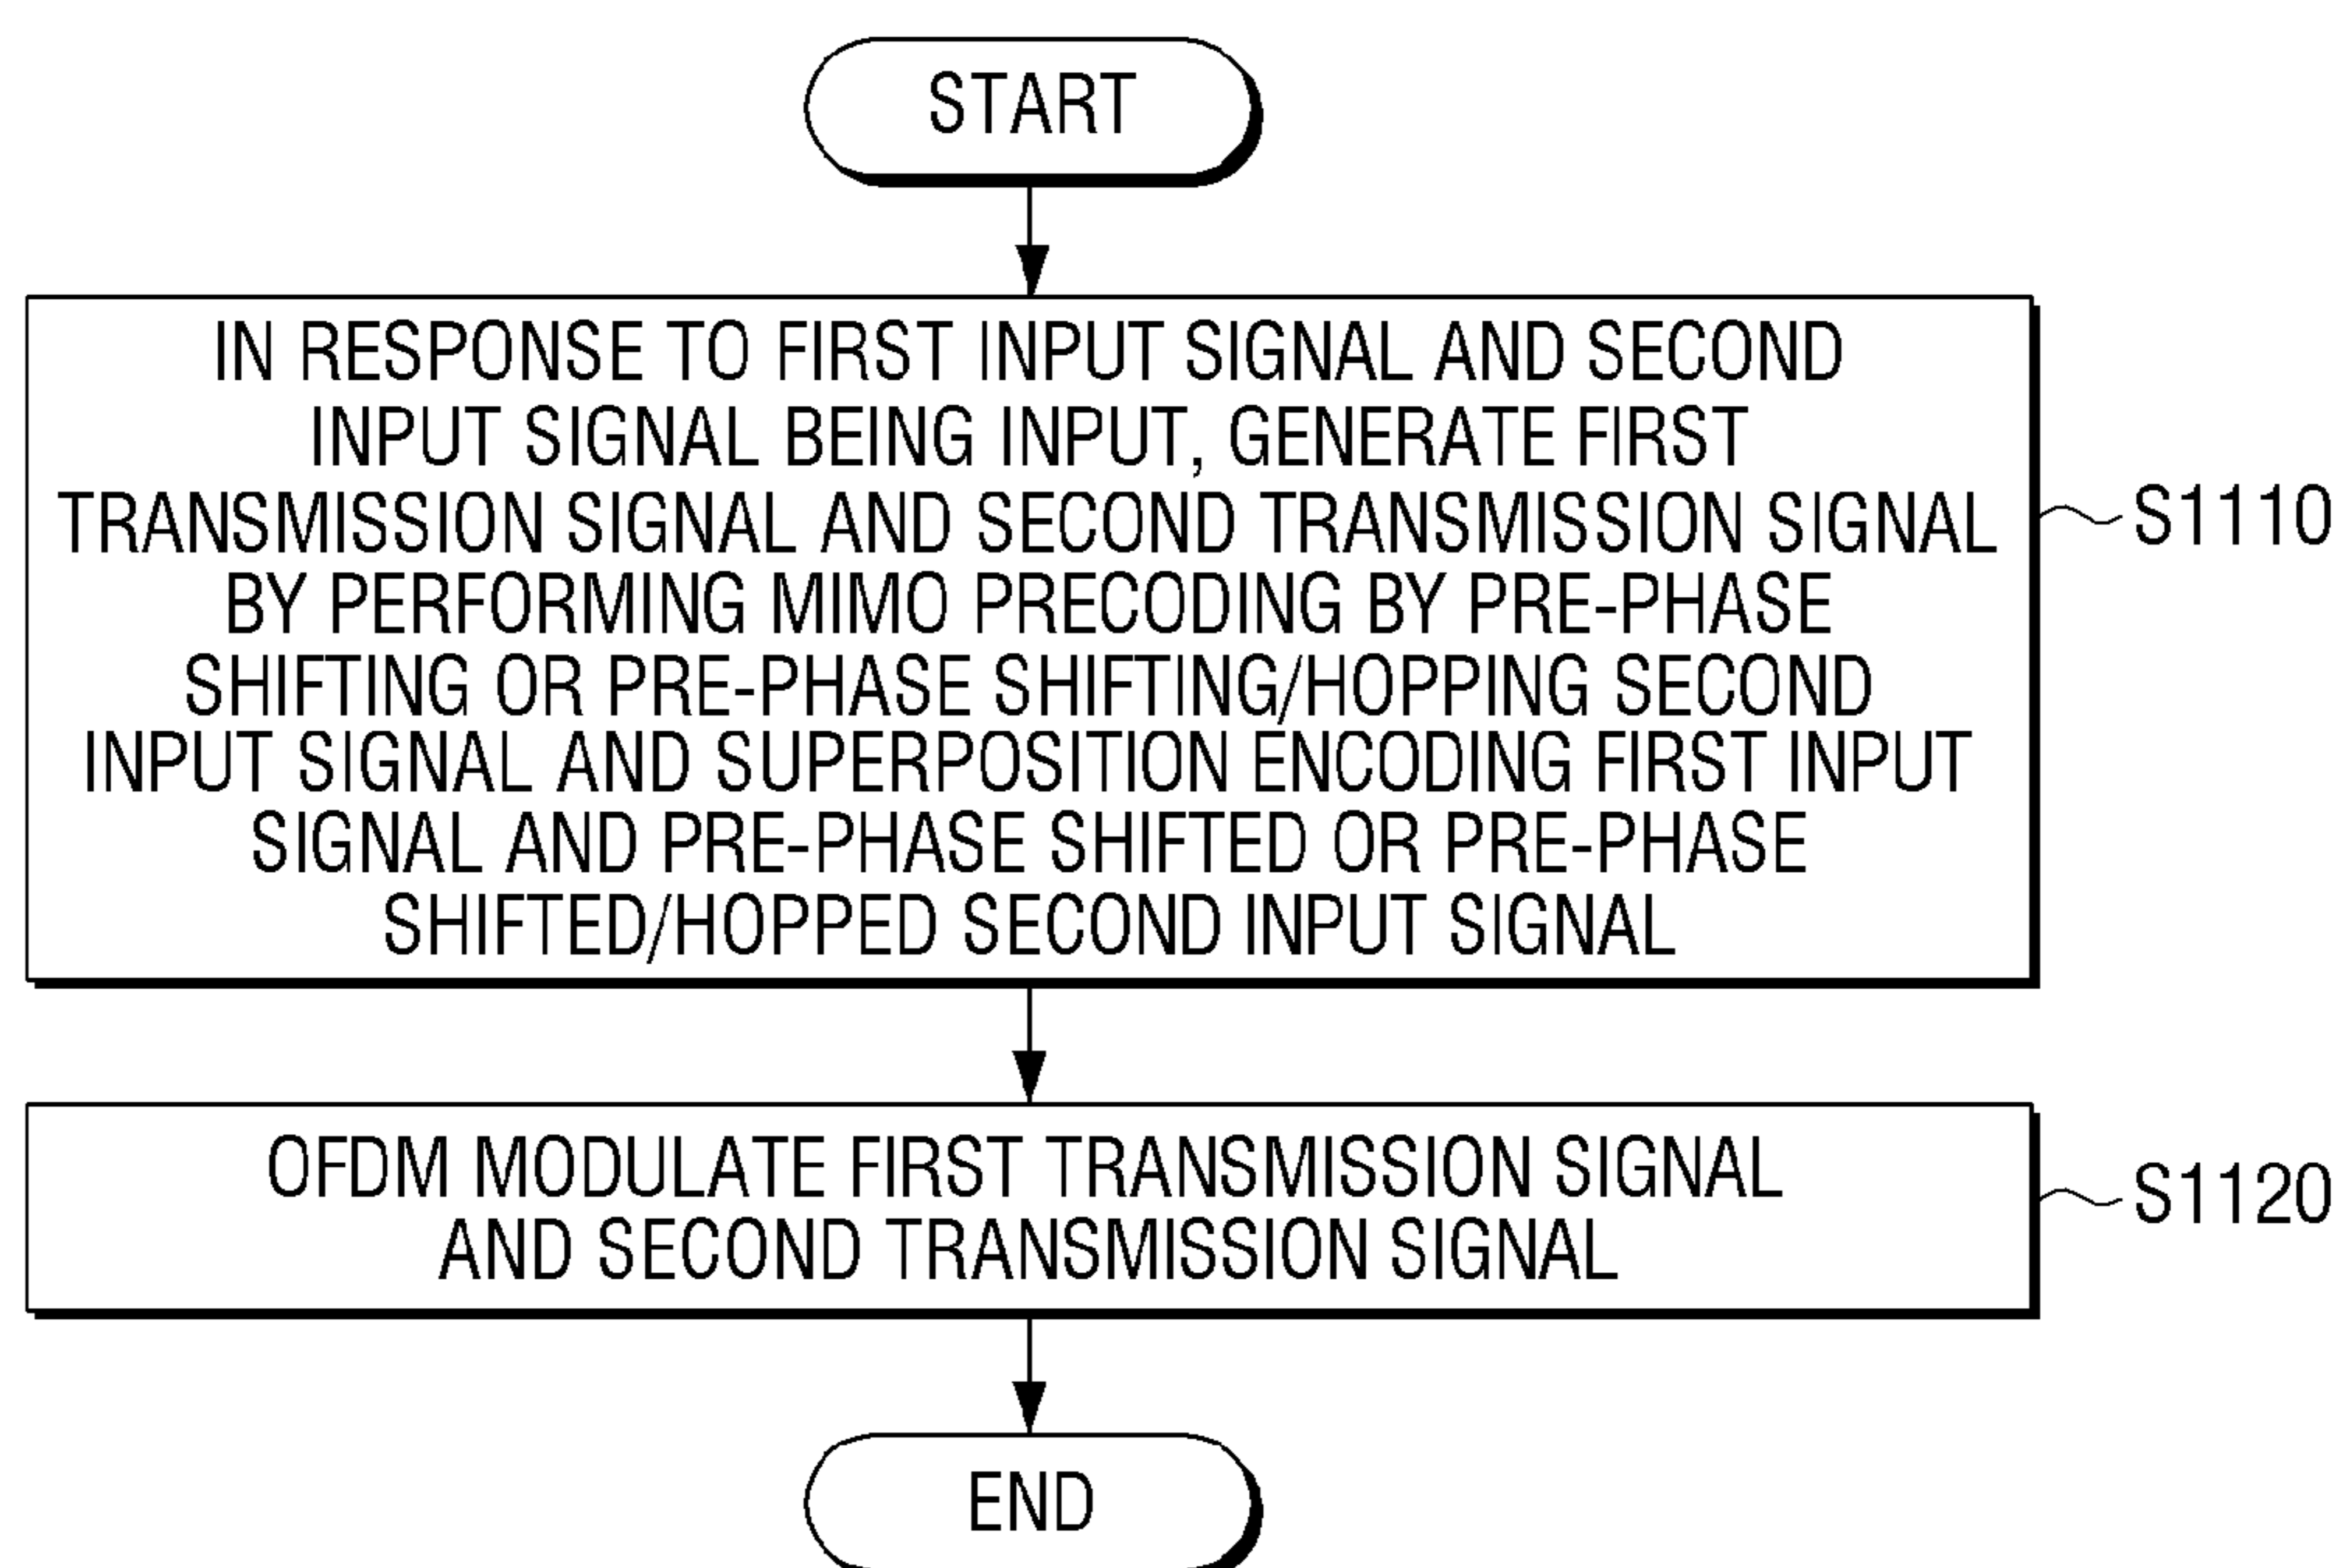 START
IN RESPONSE TO FIRST INPUT SIGNAL AND SECOND
INPUT SIGNAL BEING INPUT, GENERATE FIRST
TRANSMISSION SIGNAL AND SECOND TRANSMISSION SIGNAL
BY PERFORMING MIMO PRECODING BY PRE-PHASE
SHIFTING OR PRE-PHASE SHIFTING/HOPPING SECOND
INPUT SIGNAL AND SUPERPOSITION ENCODING FIRST INPUT
SIGNAL AND PRE-PHASE SHIFTED OR PRE-PHASE
SHIFTED/HOPPED SECOND INPUT SIGNAL
S1110
OFDM MODULATE FIRST TRANSMISSION SIGNAL
AND SECOND TRANSMISSION SIGNAL
S1120
END